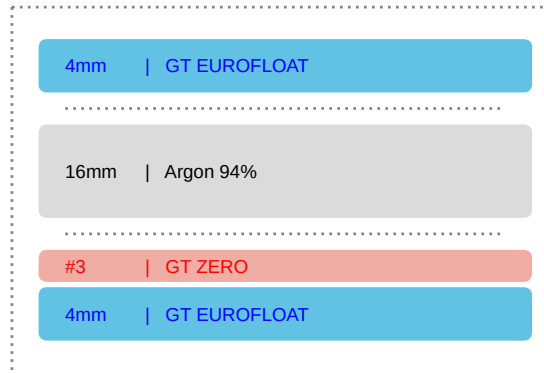 4mm | GT EUROFLOAT
16mm | Argon 94%
#3 | GT ZERO
4mm | GT EUROFLOAT